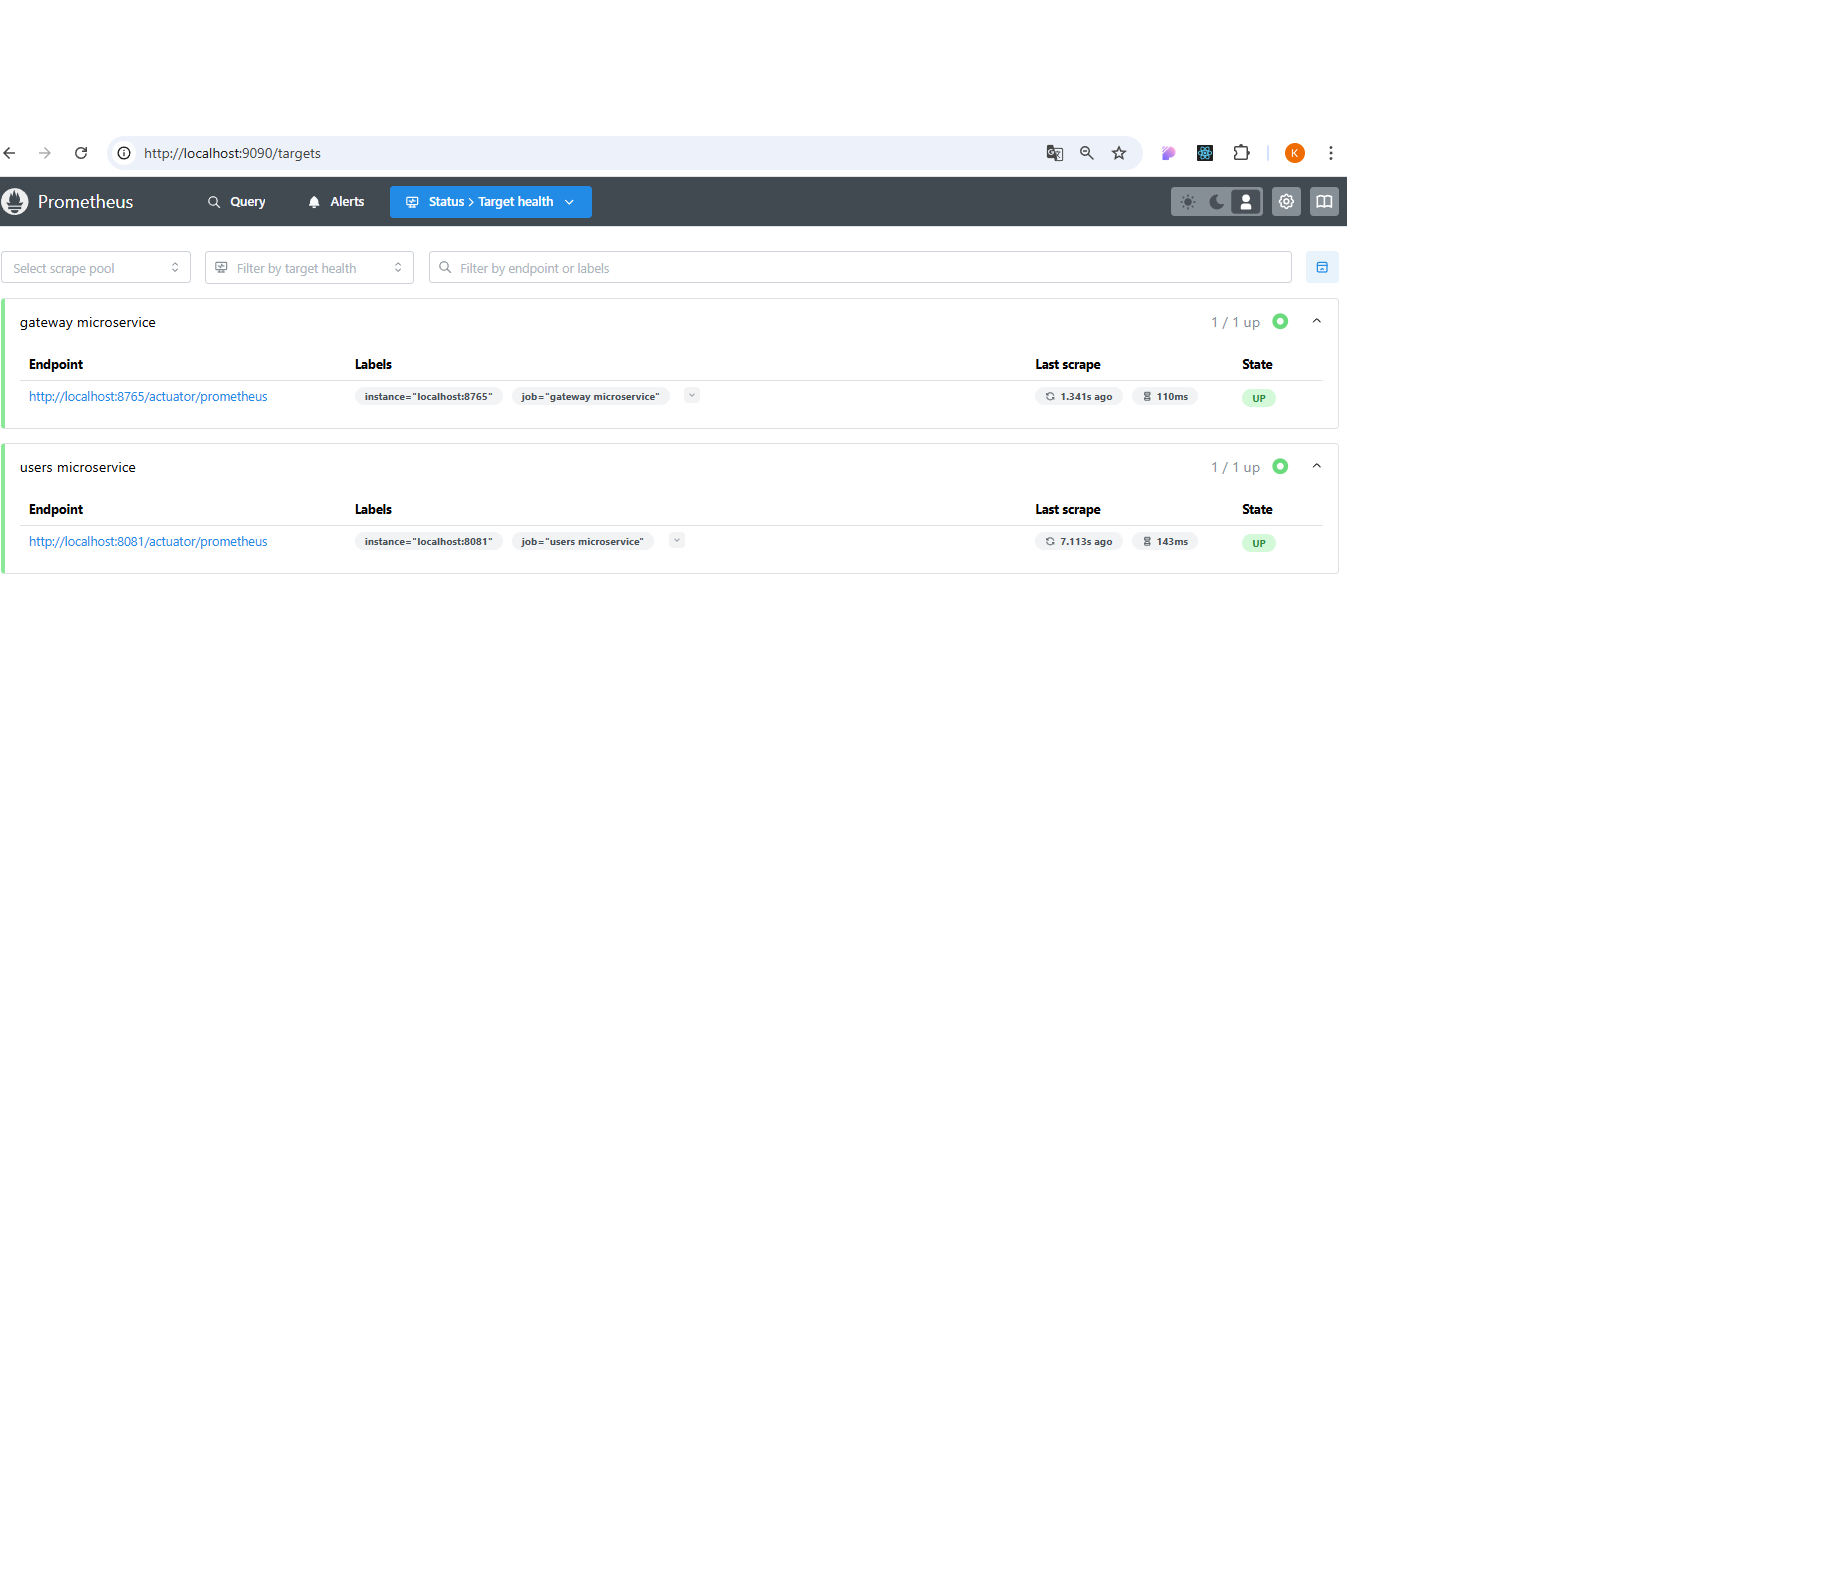 http://localhost:9090/targets
K
Prometheus Query Alerts Status > Target health
Select scrape pool Filter by target health Filter by endpoint or labels
gateway microservice 1 / 1 up
Endpoint Labels Last scrape State
http://localhost:8765/actuator/prometheus instance="localhost:8765" job="gateway microservice" 1.341s ago 110ms UP
users microservice 1 / 1 up
Endpoint Labels Last scrape State
http://localhost:8081/actuator/prometheus instance="localhost:8081" job="users microservice" 7.113s ago 143ms UP